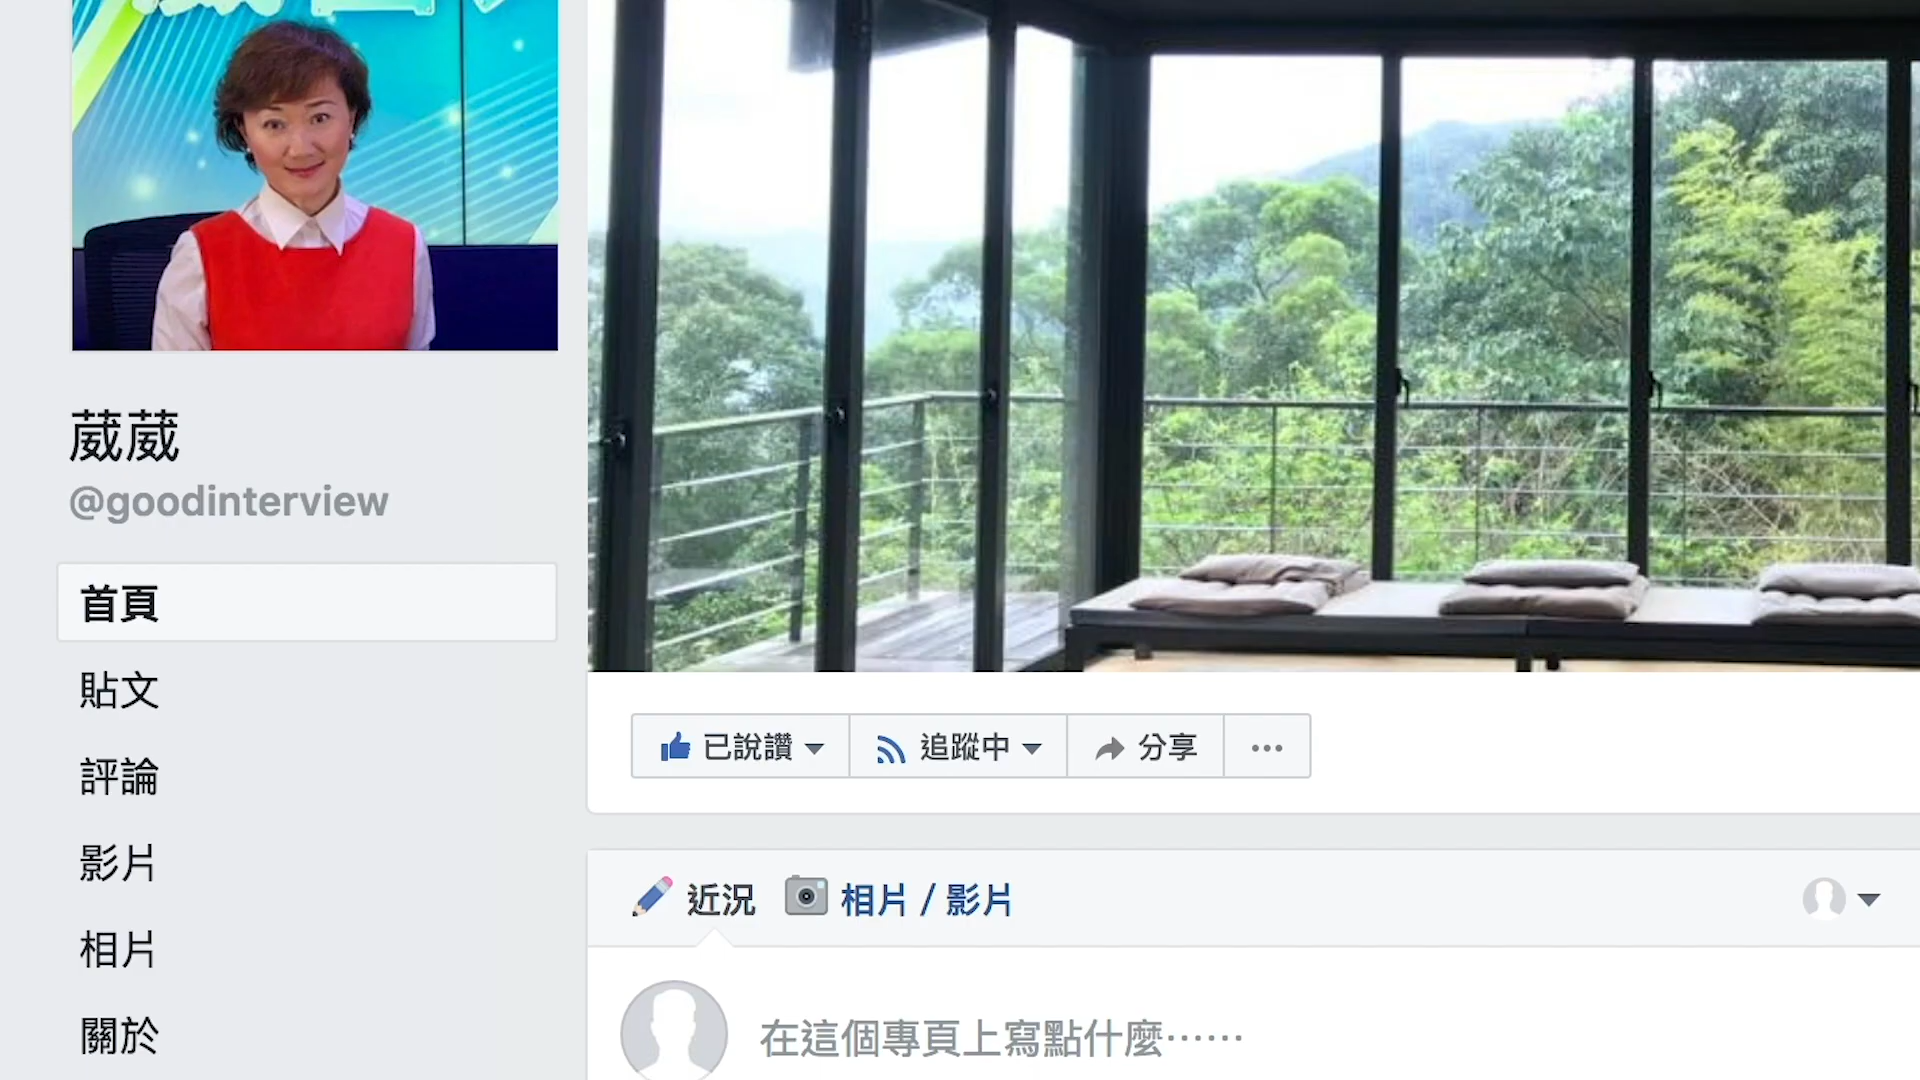 葳葳
@goodinterview
首頁
貼文
評論
影片
相片
關於
已說讚 追蹤中 分享 ...
近況 相片 / 影片
在這個專頁上寫點什麼……